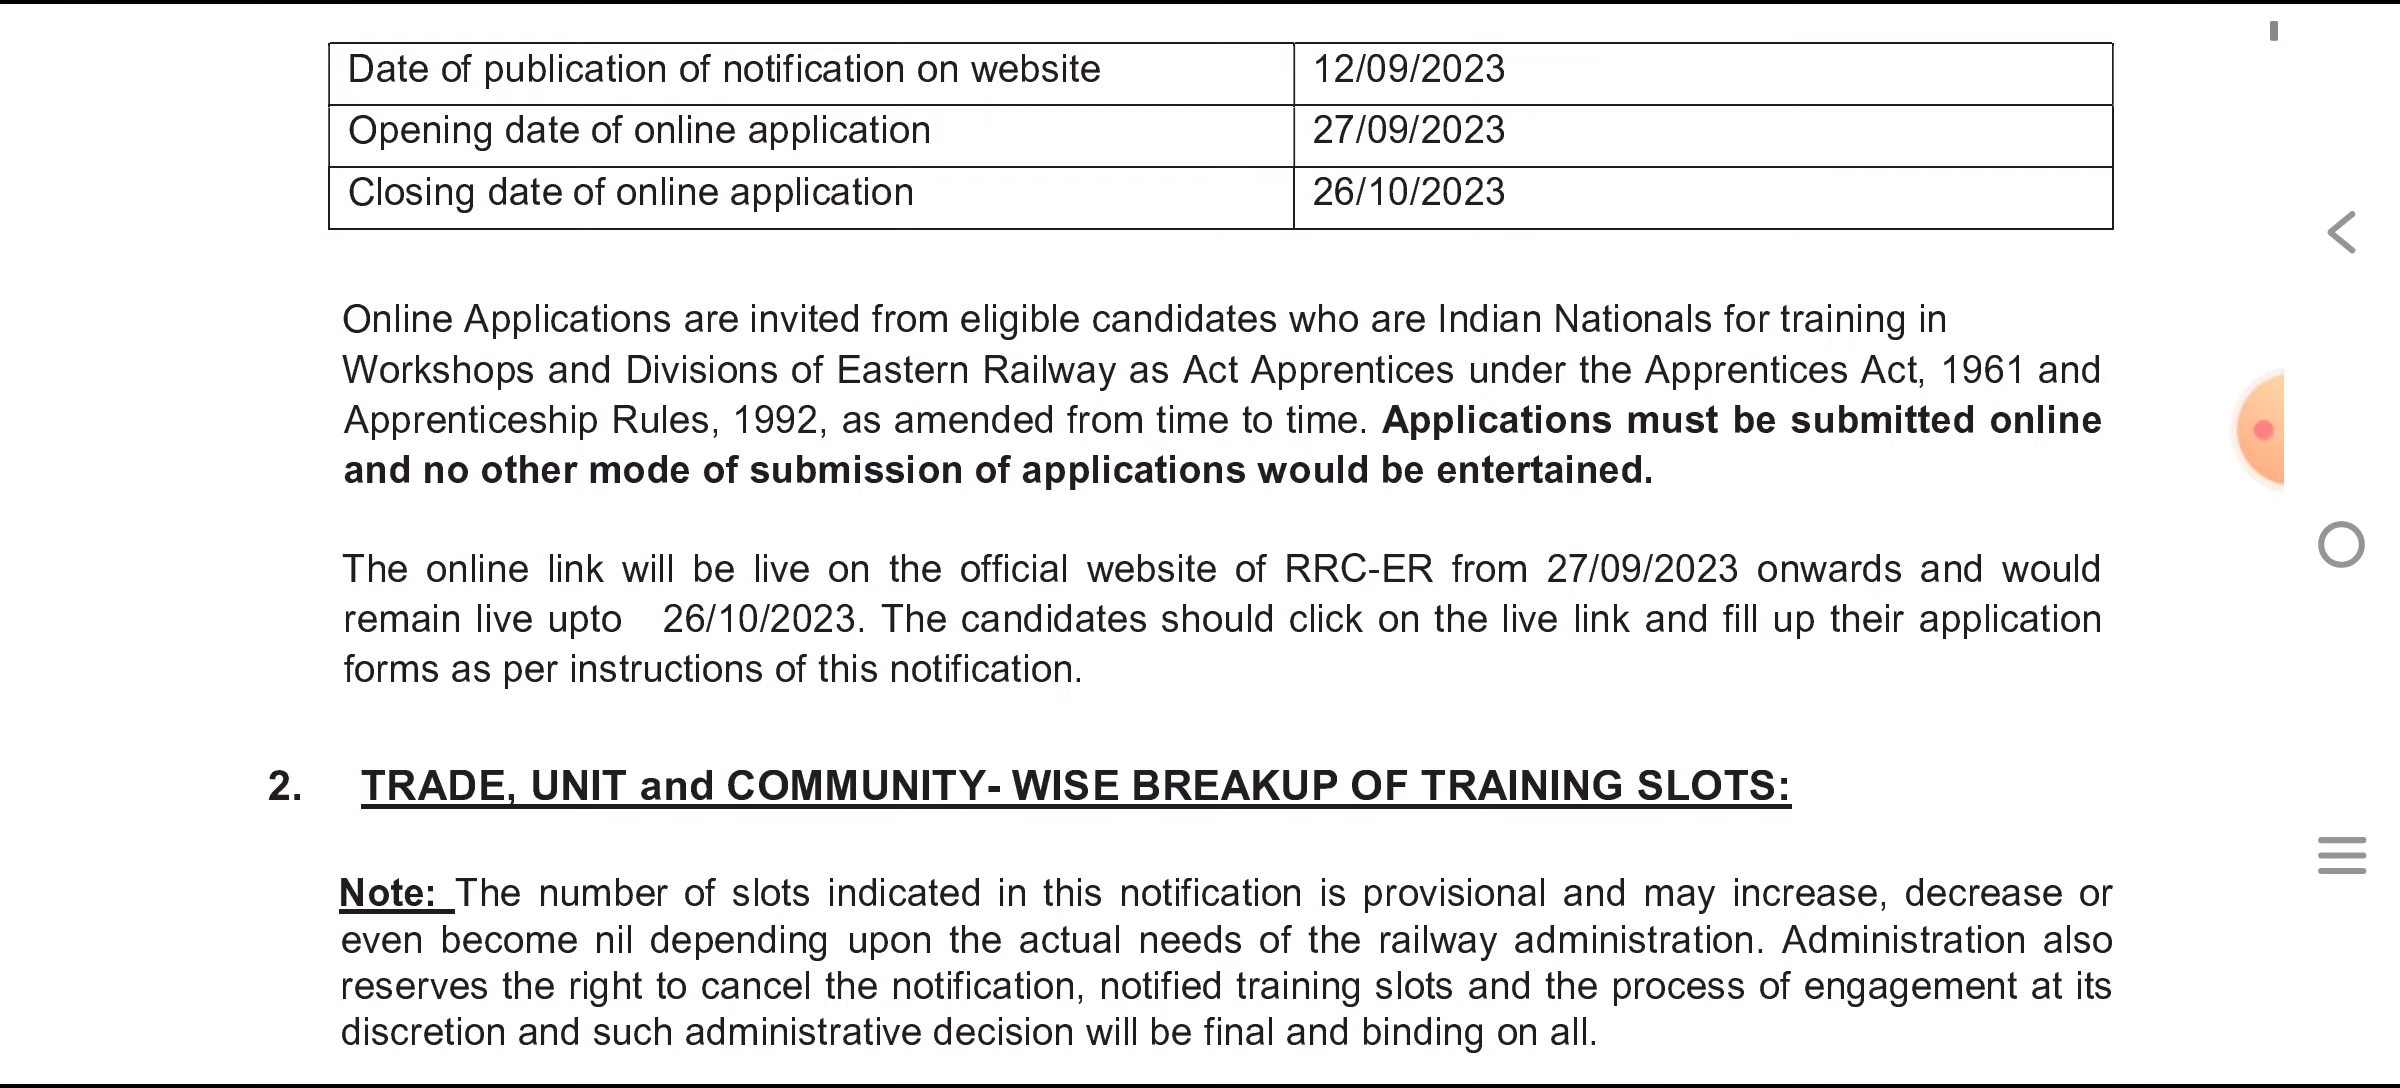 Date of publication of notification on website 12/09/2023
Opening date of online application 27/09/2023
Closing date of online application 26/10/2023
Online Applications are invited from eligible candidates who are Indian Nationals for training in
Workshops and Divisions of Eastern Railway as Act Apprentices under the Apprentices Act, 1961 and
Apprenticeship Rules, 1992, as amended from time to time. Applications must be submitted online
and no other mode of submission of applications would be entertained.
The online link will be live on the official website of RRC-ER from 27/09/2023 onwards and would
remain live upto 26/10/2023. The candidates should click on the live link and fill up their application
forms as per instructions of this notification.
2. TRADE, UNIT and COMMUNITY- WISE BREAKUP OF TRAINING SLOTS:
Note: The number of slots indicated in this notification is provisional and may increase, decrease or
even become nil depending upon the actual needs of the railway administration. Administration also
reserves the right to cancel the notification, notified training slots and the process of engagement at its
discretion and such administrative decision will be final and binding on all.